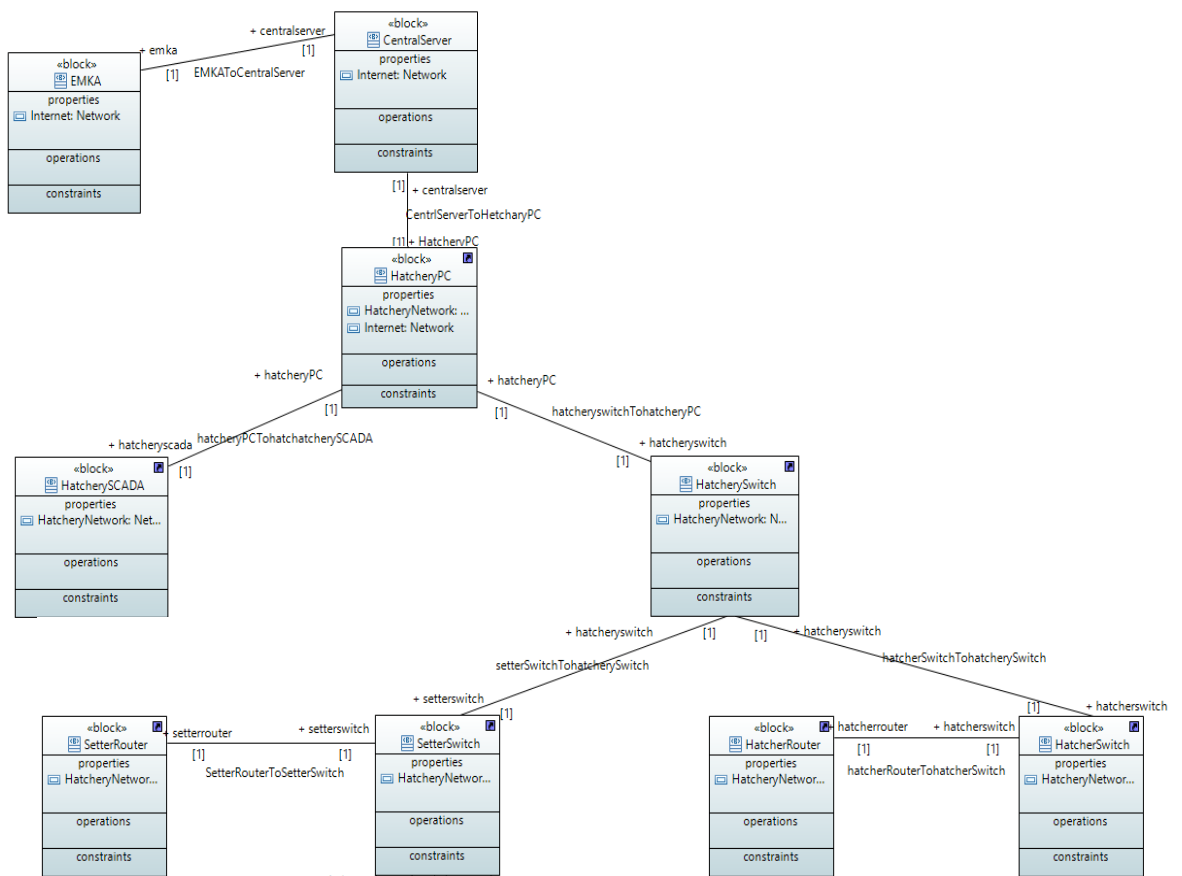 + centralserver
[1]
«block»
CentralServer
properties
Internet: Network
operations
constraints
+ emka
[1]
EMKAToCentralServer
«block»
EMKA
properties
Internet: Network
operations
constraints
[1]
+ centralserver
CentrlServerToHetcharyPC
[1]
+ HatcheryPC
«block»
HatcheryPC
properties
HatcheryNetwork: ...
Internet: Network
operations
constraints
+ hatcheryPC
[1]
+ hatcheryPC
[1]
hatcheryswitchTohatcheryPC
hatcheryPCTohatchatcherySCADA
+ hatcheryscada
[1]
+ hatcheryswitch
[1]
«block»
HatcherySCADA
properties
HatcheryNetwork: Net...
operations
constraints
«block»
HatcherySwitch
properties
HatcheryNetwork: N...
operations
constraints
+ hatcheryswitch
[1]
[1]
+ hatcheryswitch
setterSwitchTohatcherySwitch
hatcherSwitchTohatcherySwitch
+ setterswitch
[1]
[1]
+ hatcherswitch
«block»
SetterRouter
properties
HatcheryNetwor...
operations
constraints
+ setterrouter
[1]
+ setterswitch
[1]
SetterRouterToSetterSwitch
«block»
SetterSwitch
properties
HatcheryNetwor...
operations
constraints
«block»
HatcherRouter
properties
HatcheryNetwor...
operations
constraints
+ hatcherrouter
[1]
+ hatcherswitch
[1]
hatcherRouterTohatcherSwitch
«block»
HatcherSwitch
properties
HatcheryNetwor...
operations
constraints